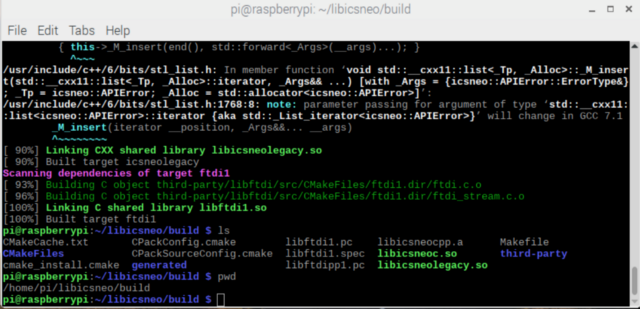 pi@raspberrypi: ~/libicsneo/build
File Edit Tabs Help
{ this->_M_insert(end(), std::forward<_Args>(__args)...); }
^~~~
/usr/include/c++/6/bits/stl_list.h: In member function ‘void std::__cxx11::list<_Tp, _Alloc>::_M_inser
t(std::__cxx11::list<_Tp, _Alloc>::iterator, _Args&& ...) [with _Args = {icsneo::APIError::ErrorType&}
; _Tp = icsneo::APIError; _Alloc = std::allocator<icsneo::APIError>]’:
/usr/include/c++/6/bits/stl_list.h:1768:8: note: parameter passing for argument of type ‘std::__cxx11:
:list<icsneo::APIError>::iterator {aka std::_List_iterator<icsneo::APIError>}’ will change in GCC 7.1
_M_insert(iterator __position, _Args&&... __args)
^~~~~~~~~
[ 90%] Linking CXX shared library libicsneolegacy.so
[ 90%] Built target icsneolegacy
Scanning dependencies of target ftdi1
[ 93%] Building C object third-party/libftdi/src/CMakeFiles/ftdi1.dir/ftdi.c.o
[ 96%] Building C object third-party/libftdi/src/CMakeFiles/ftdi1.dir/ftdi_stream.c.o
[100%] Linking C shared library libftdi1.so
[100%] Built target ftdi1
pi@raspberrypi:~/libicsneo/build $ ls
CMakeCache.txt CPackConfig.cmake libftdi1.pc libicsneocpp.a Makefile
CMakeFiles CPackSourceConfig.cmake libftdi1.spec libicsneoc.so third-party
cmake_install.cmake generated libftdipp1.pc libicsneolegacy.so
pi@raspberrypi:~/libicsneo/build $ pwd
/home/pi/libicsneo/build
pi@raspberrypi:~/libicsneo/build $